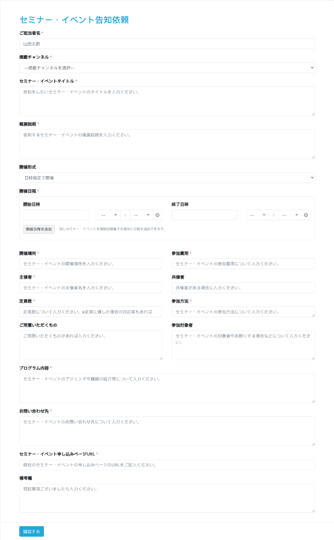 セミナー・イベント告知依頼
ご担当者名 *
山田太郎
掲載チャンネル *
--掲載チャンネルを選択--
セミナー・イベントタイトル *
告知をしたいセミナー・イベントのタイトルを入力ください。
概要説明 *
告知するセミナー・イベントの概要説明を入力ください。
開催形式
日時指定で開催
開催日程 *
開始日時
終了日時
-- : --
-- : --
開催日程を追加
同じセミナー・イベントを複数回開催する場合に日程を追加できます。
開催場所 *
参加費用 *
セミナー・イベントの開催場所を入力ください。
セミナー・イベントの参加費用について入力ください。
主催者 *
共催者
セミナー・イベントの主催者名を入力ください。
共催者がある場合に入力ください。
定員数 *
参加方法 *
定員数について入力ください。※定員に達した場合の対応等もあれば
セミナー・イベントの参加方法について入力ください。
ご用意いただくもの
参加対象者
ご用意いただくものがあれば入力ください。
セミナー・イベントの対象者やお断りする場合などについて入力ください。
プログラム内容 *
セミナー・イベントのアジェンダや講師の紹介等について入力ください。
お問い合わせ先 *
セミナー・イベントのお問い合わせ先について入力ください。
セミナー・イベント申し込みページURL *
御社のセミナー・イベントの申し込みページのURLをご記入ください。
備考欄
特記事項ございましたら入力ください。
確認する